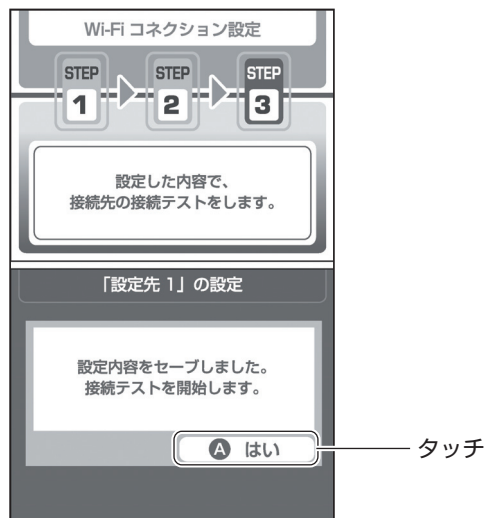 Wi-Fi コネクション設定
STEP STEP STEP
1 2 3
設定した内容で、
接続先の接続テストをします。
「設定先 1」の設定
設定内容をセーブしました。
接続テストを開始します。
A はい
タッチ